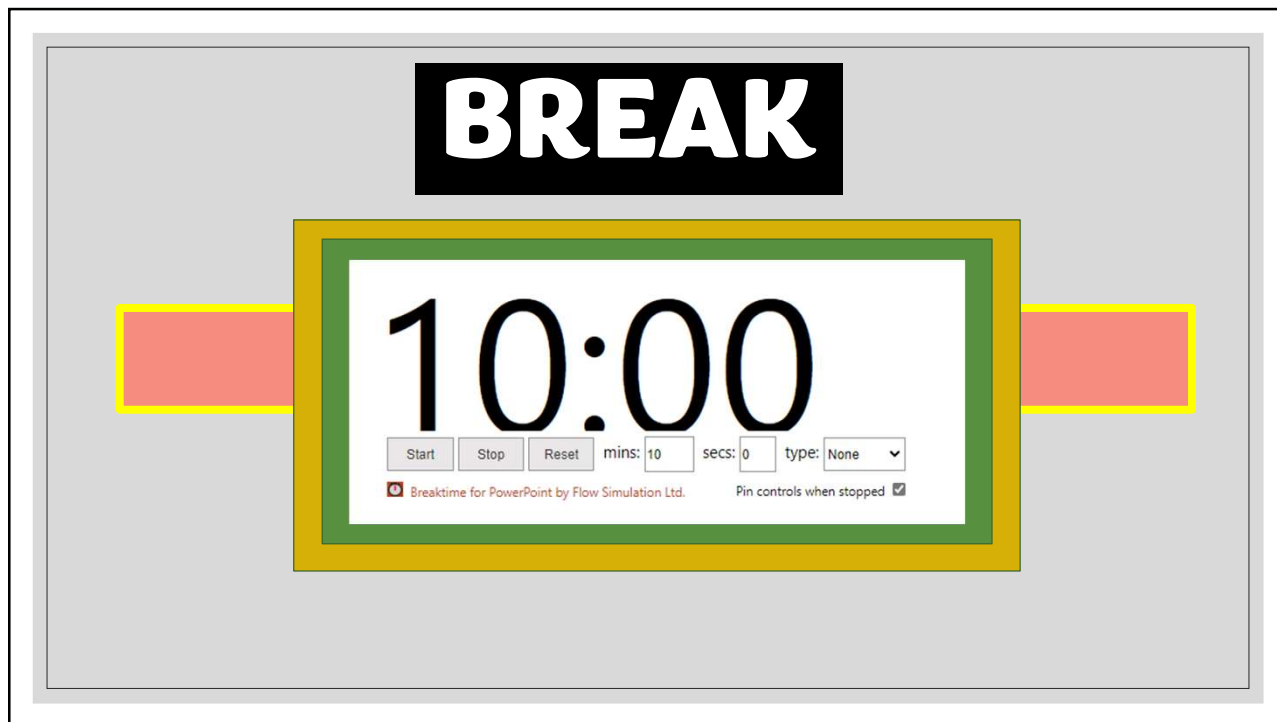 BREAK
10:00
Start Stop Reset mins: 10 secs: 0 type: None
Breaktime for PowerPoint by Flow Simulation Ltd. Pin controls when stopped